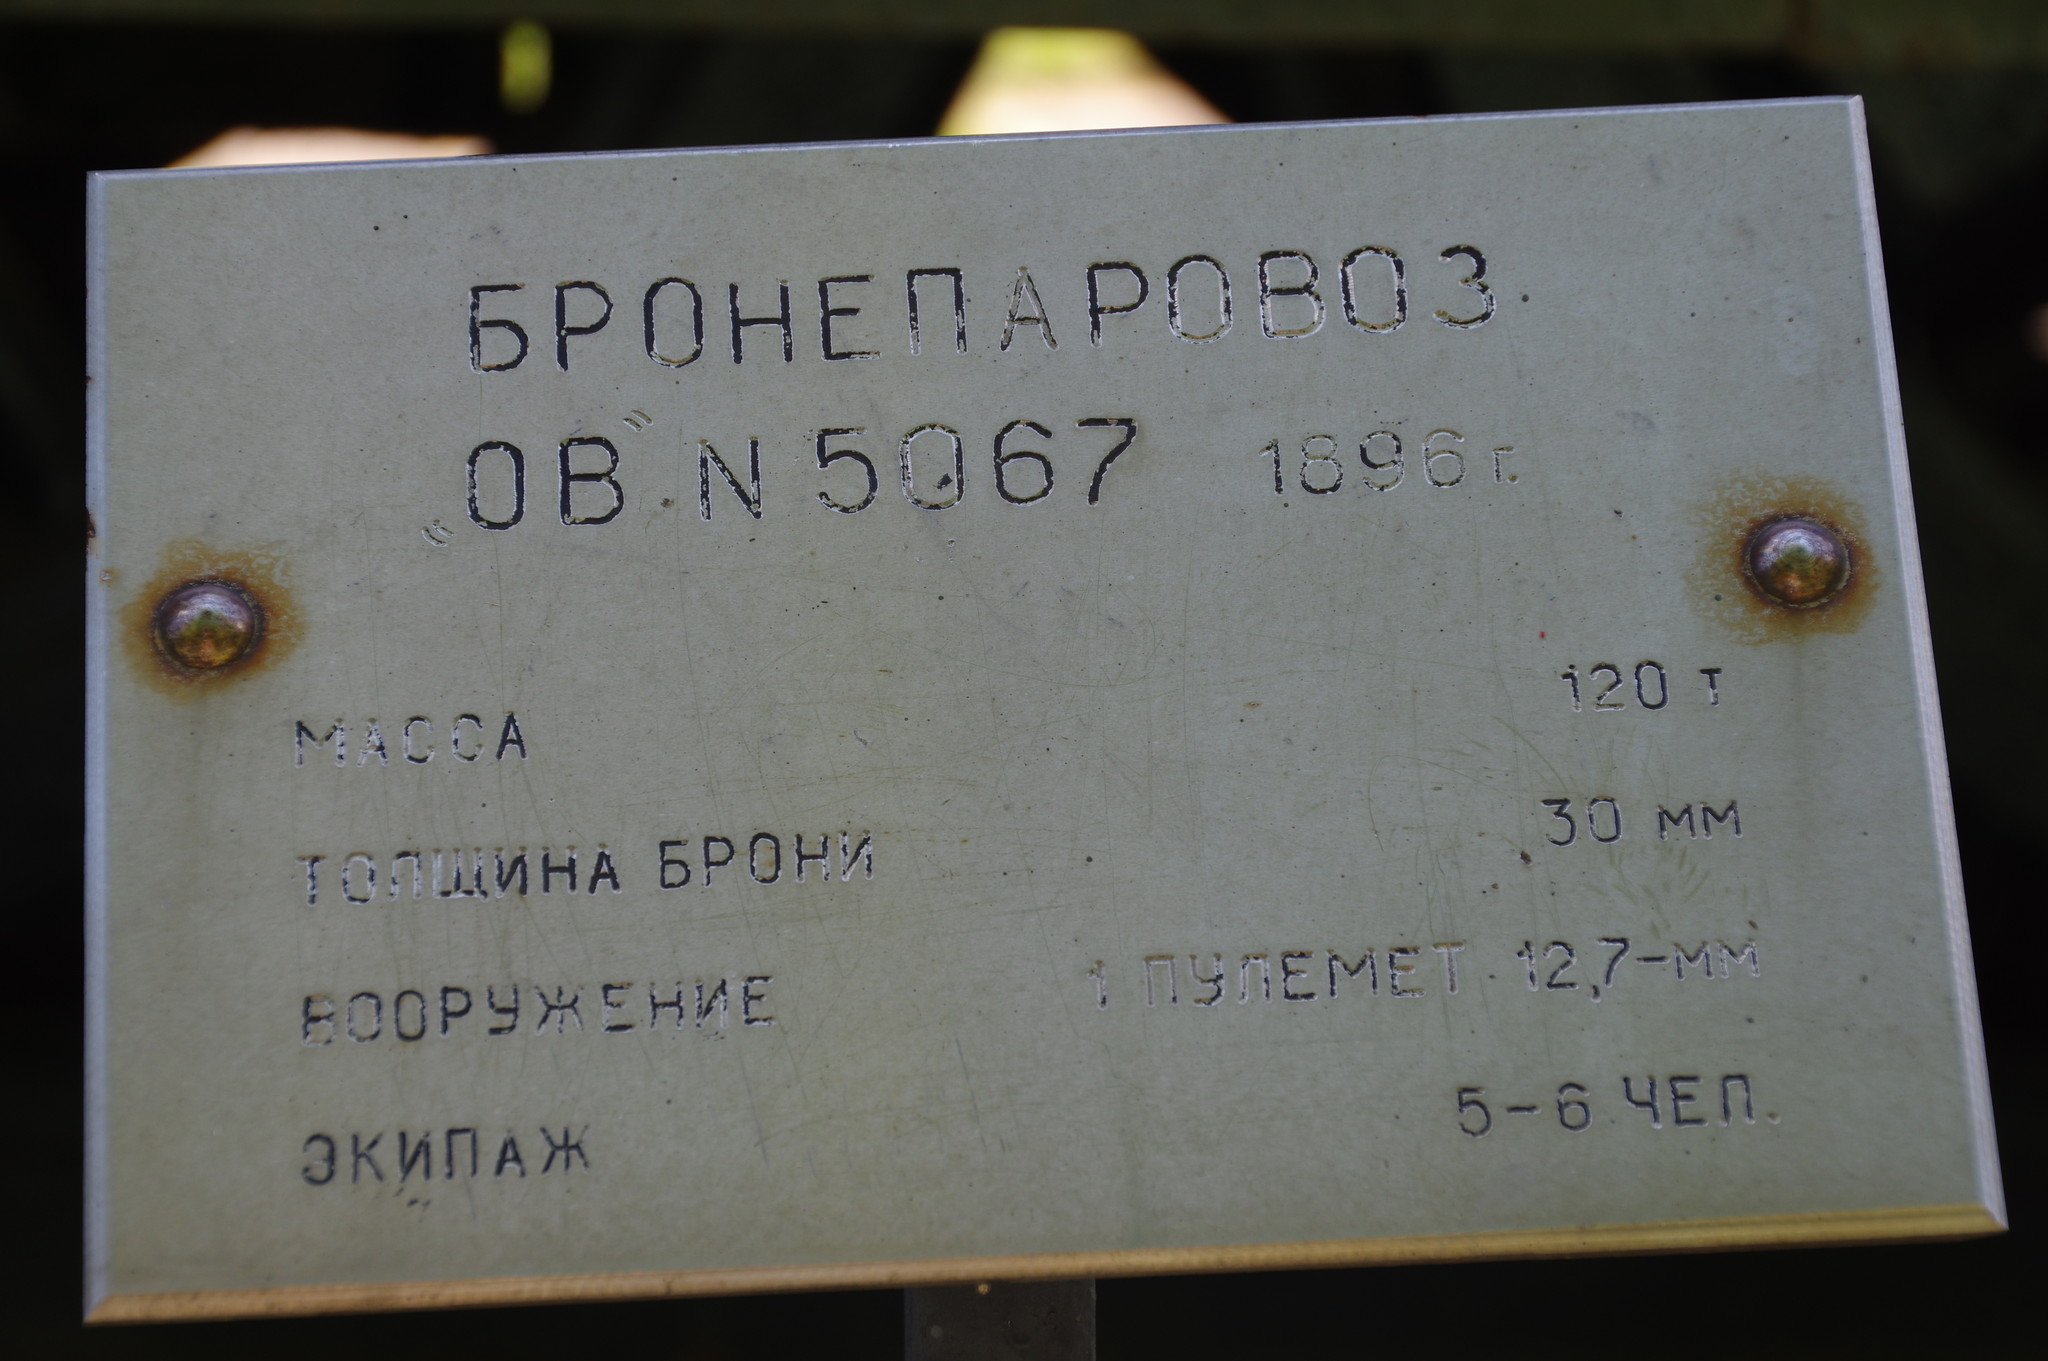 БРОНЕПАРОВОЗ
„ОВ” N 5067 1896 г.
МАССА 120 т
ТОЛЩИНА БРОНИ 30 мм
ВООРУЖЕНИЕ 1 ПУЛЕМЕТ 12,7-мм
ЭКИПАЖ 5-6 ЧЕЛ.